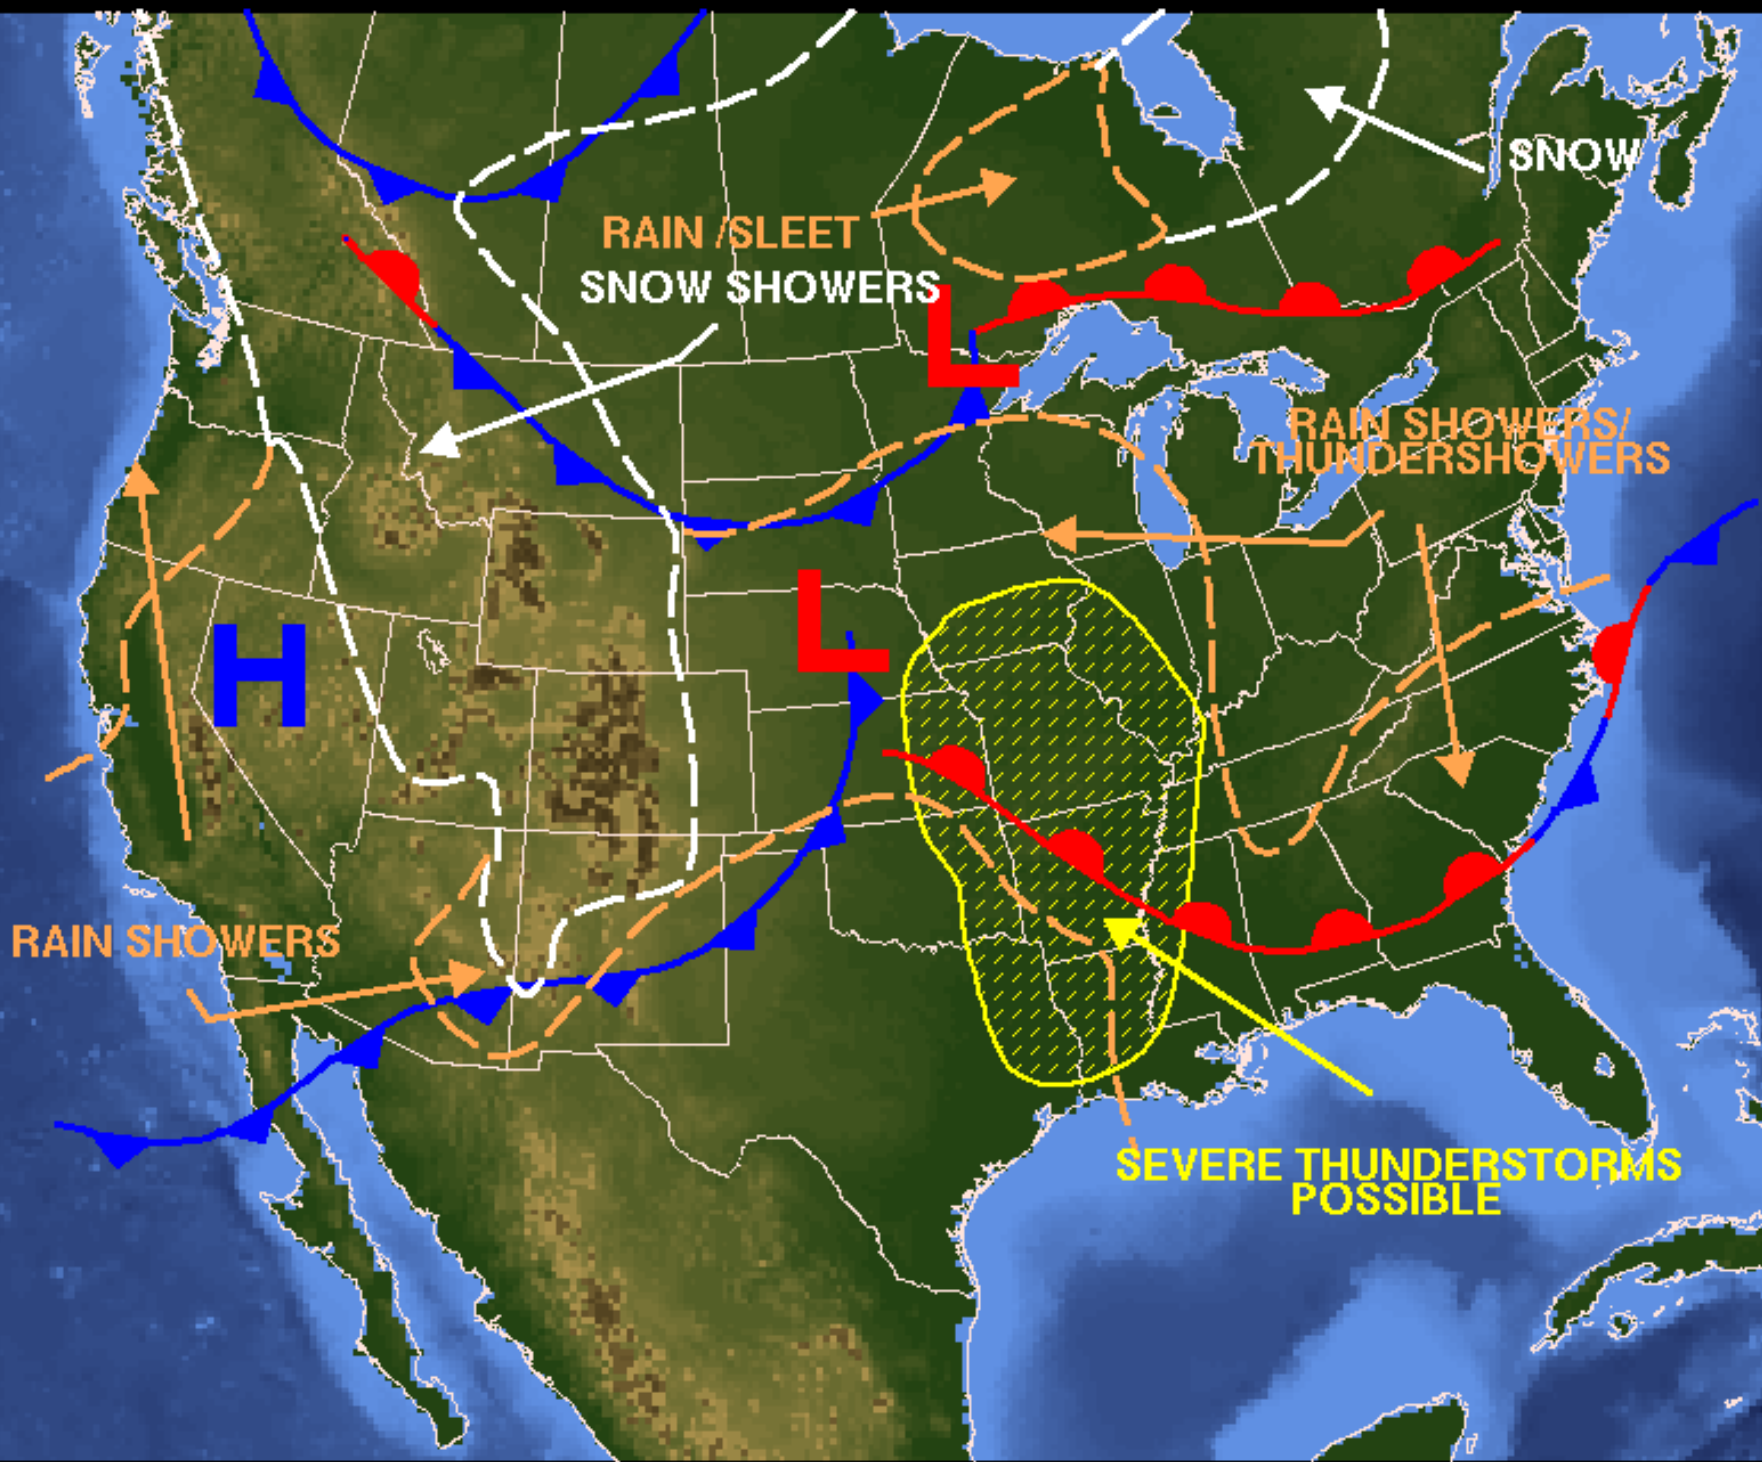 SNOW
RAIN /SLEET
SNOW SHOWERS
L
RAIN SHOWERS/
THUNDERSHOWERS
L
H
RAIN SHOWERS
SEVERE THUNDERSTORMS
POSSIBLE